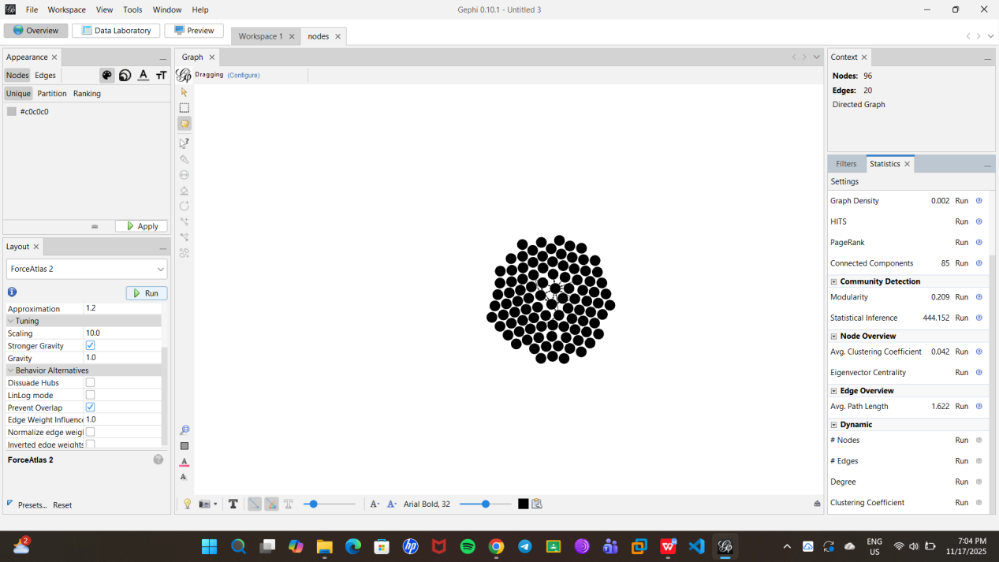 File Workspace View Tools Window Help Gephi 0.10.1 - Untitled 3
Overview Data Laboratory Preview Workspace 1 nodes
Appearance
Nodes Edges A TT
Unique Partition Ranking
#c0c0c0
Apply
Layout
ForceAtlas 2
Run
Approximation 1.2
Tuning
Scaling 10.0
Stronger Gravity
Gravity 1.0
Behavior Alternatives
Dissuade Hubs
LinLog mode
Prevent Overlap
Edge Weight Influence 1.0
Normalize edge weig
Inverted edge weights
ForceAtlas 2
Presets... Reset
Graph
Dragging (Configure)
T T A- A- Arial Bold, 32
Context
Nodes: 96
Edges: 20
Directed Graph
Filters Statistics
Settings
Graph Density 0.002 Run
HITS Run
PageRank Run
Connected Components 85 Run
Community Detection
Modularity 0.209 Run
Statistical Inference 444.152 Run
Node Overview
Avg. Clustering Coefficient 0.042 Run
Eigenvector Centrality Run
Edge Overview
Avg. Path Length 1.622 Run
Dynamic
# Nodes Run
# Edges Run
Degree Run
Clustering Coefficient Run
2
ENG
US
7:04 PM
11/17/2025